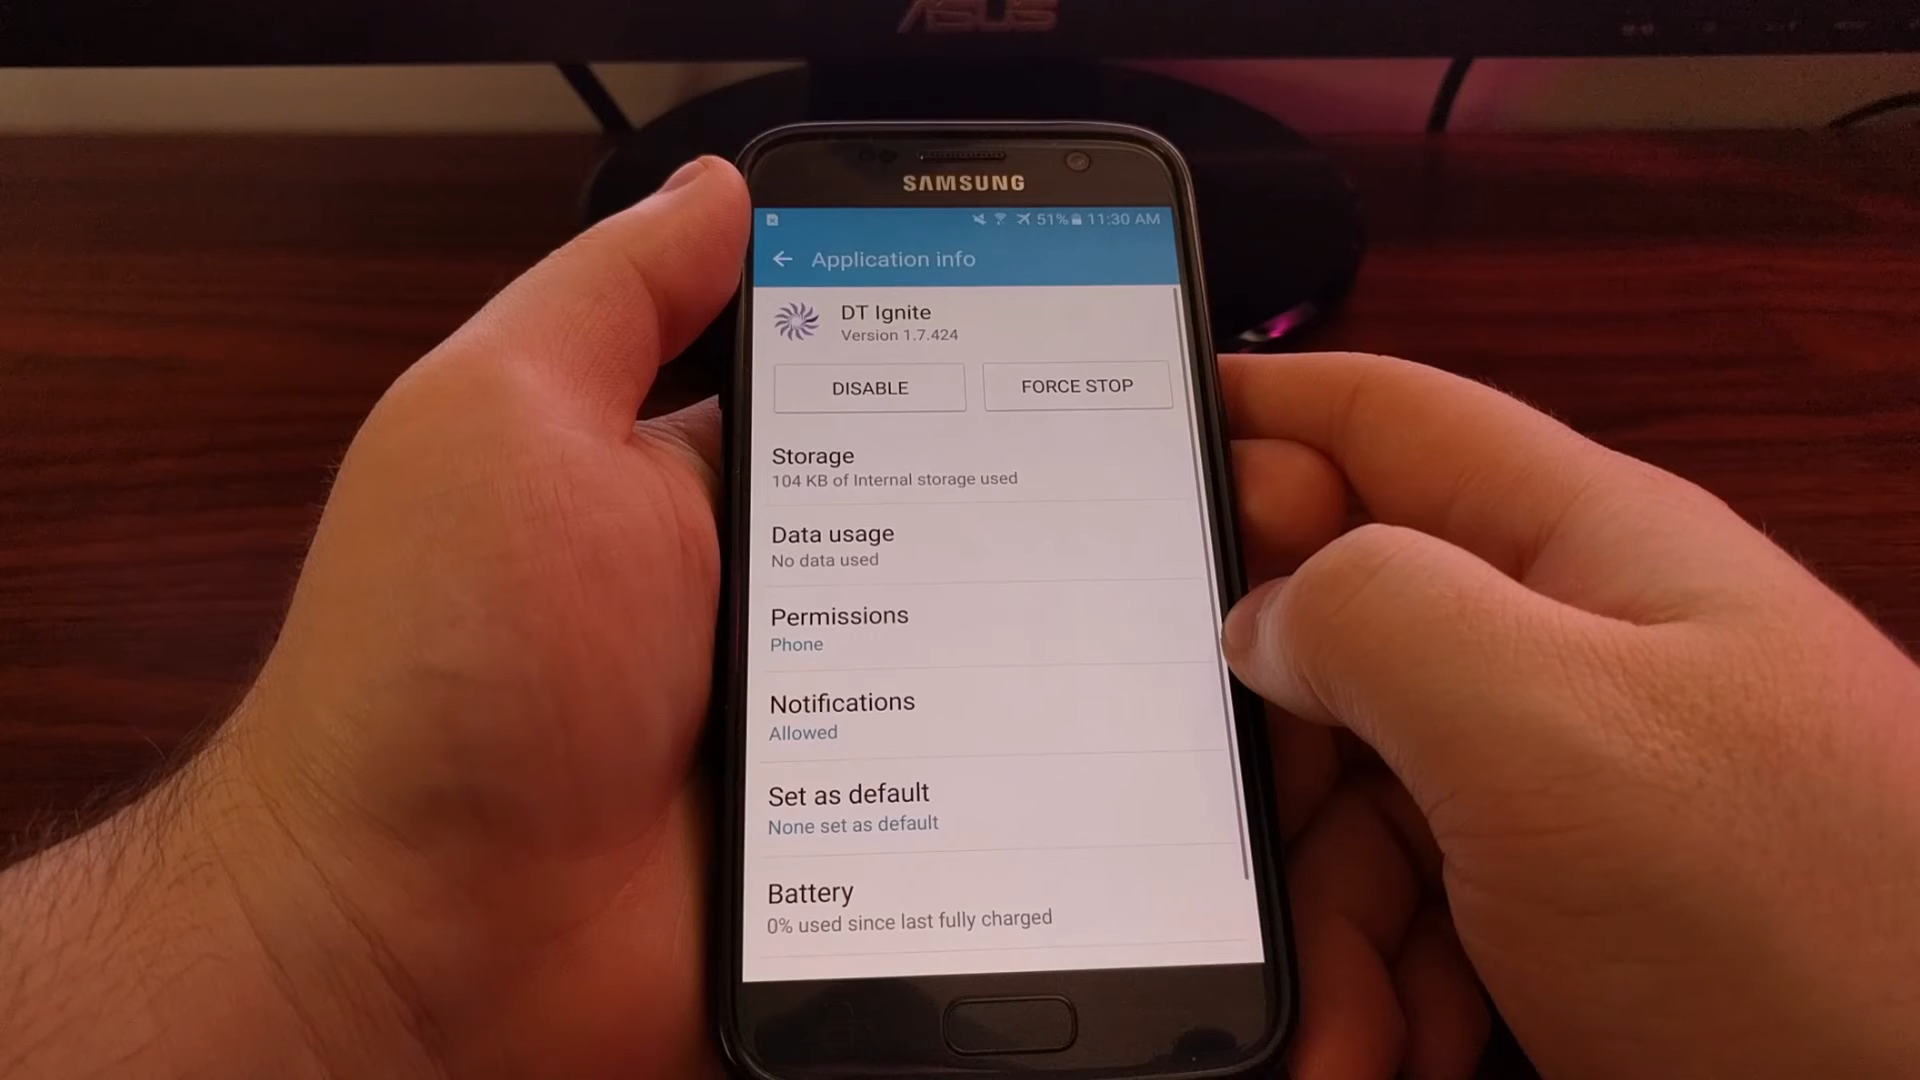 ASUS
SAMSUNG
51% 11:30 AM
Application info
DT Ignite
Version 1.7.424
DISABLE
FORCE STOP
Storage
104 KB of Internal storage used
Data usage
No data used
Permissions
Phone
Notifications
Allowed
Set as default
None set as default
Battery
0% used since last fully charged